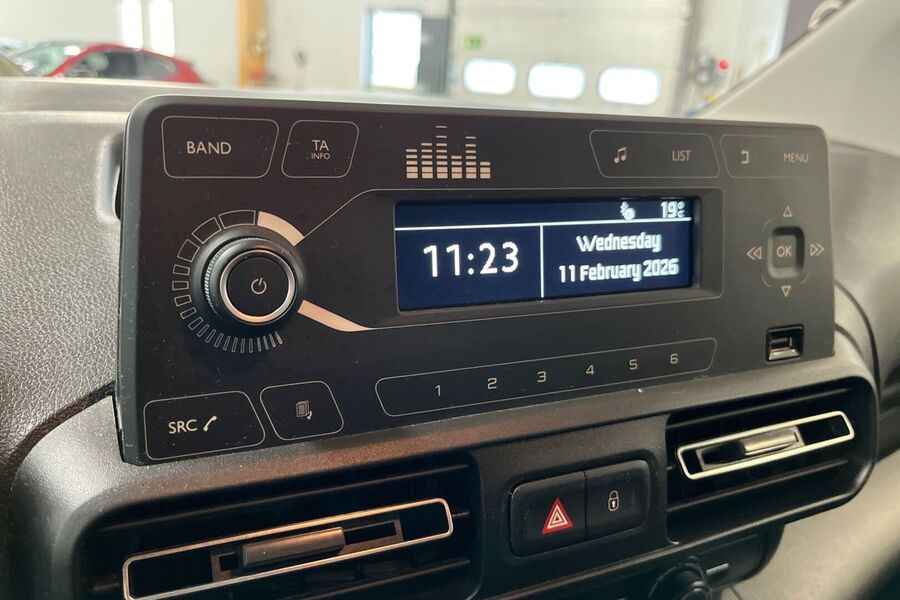 BAND
TA
INFO
LIST
MENU
19°C
11:23
Wednesday
11 February 2026
OK
1 2 3 4 5 6
SRC